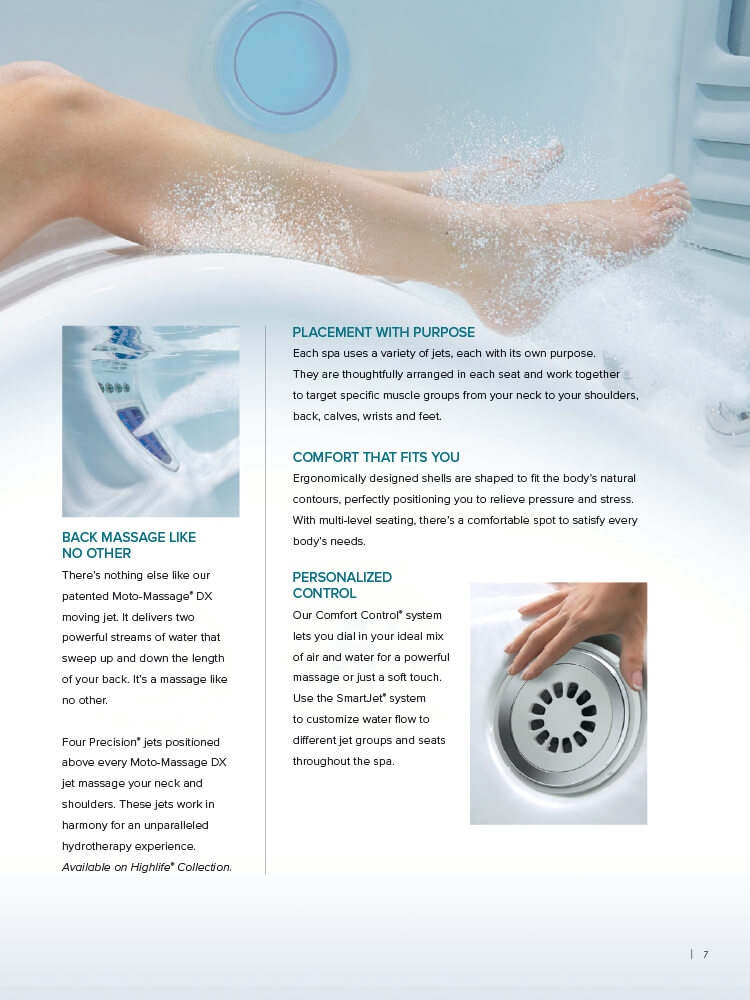 BACK MASSAGE LIKE
NO OTHER
There’s nothing else like our
patented Moto-Massage® DX
moving jet. It delivers two
powerful streams of water that
sweep up and down the length
of your back. It’s a massage like
no other.
Four Precision® jets positioned
above every Moto-Massage DX
jet massage your neck and
shoulders. These jets work in
harmony for an unparalleled
hydrotherapy experience.
Available on Highlife® Collection.
PLACEMENT WITH PURPOSE
Each spa uses a variety of jets, each with its own purpose.
They are thoughtfully arranged in each seat and work together
to target specific muscle groups from your neck to your shoulders,
back, calves, wrists and feet.
COMFORT THAT FITS YOU
Ergonomically designed shells are shaped to fit the body’s natural
contours, perfectly positioning you to relieve pressure and stress.
With multi-level seating, there’s a comfortable spot to satisfy every
body’s needs.
PERSONALIZED
CONTROL
Our Comfort Control® system
lets you dial in your ideal mix
of air and water for a powerful
massage or just a soft touch.
Use the SmartJet® system
to customize water flow to
different jet groups and seats
throughout the spa.
| 7